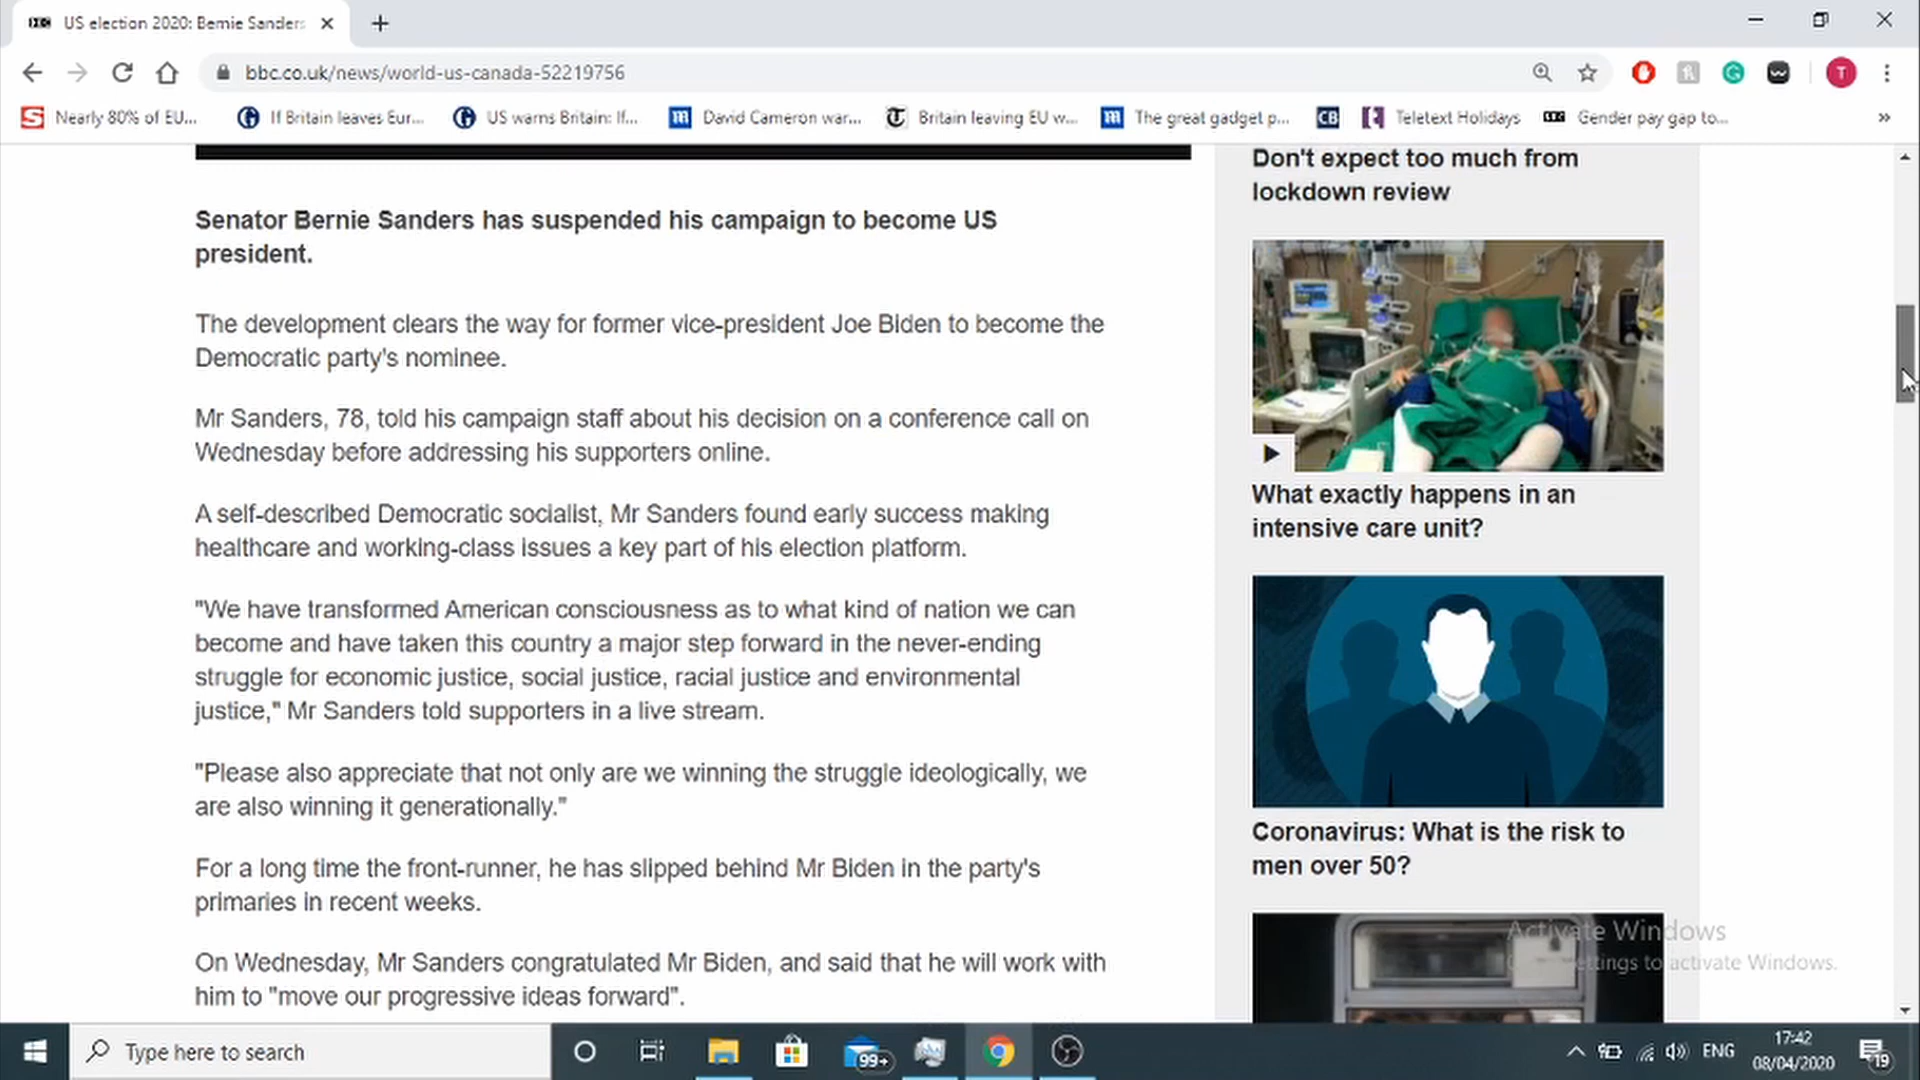 US election 2020: Bernie Sanders
bbc.co.uk/news/world-us-canada-52219756
T
S Nearly 80% of EU...
If Britain leaves Eur...
US warns Britain: If...
m David Cameron war...
Britain leaving EU w...
m The great gadget p...
CB
Teletext Holidays
Gender pay gap to...
»
Senator Bernie Sanders has suspended his campaign to become US
president.
The development clears the way for former vice-president Joe Biden to become the
Democratic party's nominee.
Mr Sanders, 78, told his campaign staff about his decision on a conference call on
Wednesday before addressing his supporters online.
A self-described Democratic socialist, Mr Sanders found early success making
healthcare and working-class issues a key part of his election platform.
"We have transformed American consciousness as to what kind of nation we can
become and have taken this country a major step forward in the never-ending
struggle for economic justice, social justice, racial justice and environmental
justice," Mr Sanders told supporters in a live stream.
"Please also appreciate that not only are we winning the struggle ideologically, we
are also winning it generationally."
For a long time the front-runner, he has slipped behind Mr Biden in the party's
primaries in recent weeks.
On Wednesday, Mr Sanders congratulated Mr Biden, and said that he will work with
him to "move our progressive ideas forward".
Don't expect too much from
lockdown review
What exactly happens in an
intensive care unit?
Coronavirus: What is the risk to
men over 50?
Activate Windows
settings to activate Windows.
Type here to search
99+
ENG
17:42
08/04/2020
19